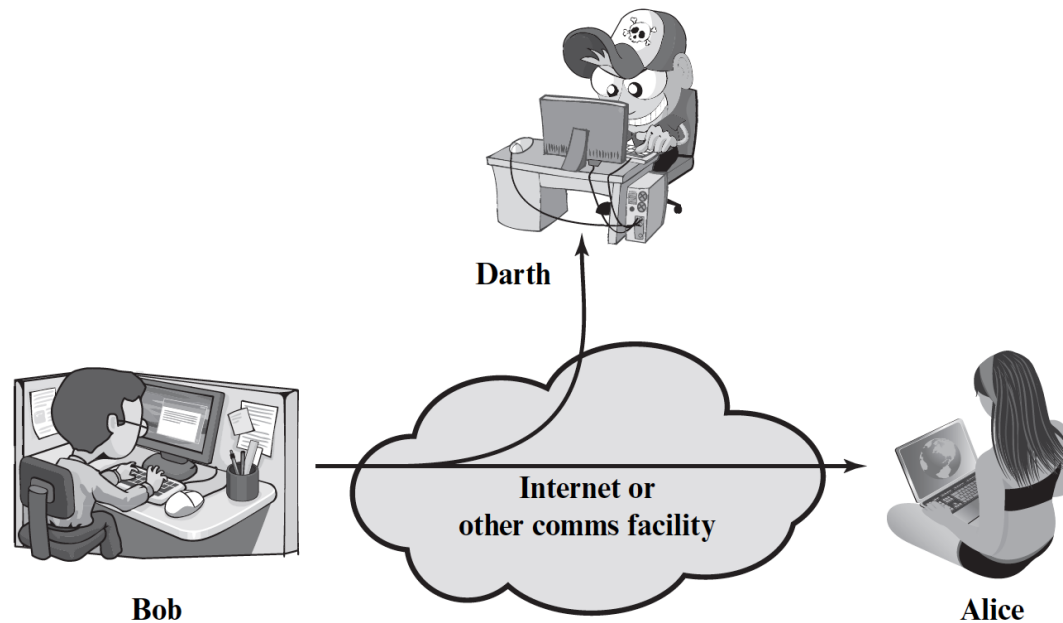 Darth
Internet or
other comms facility
Bob
Alice